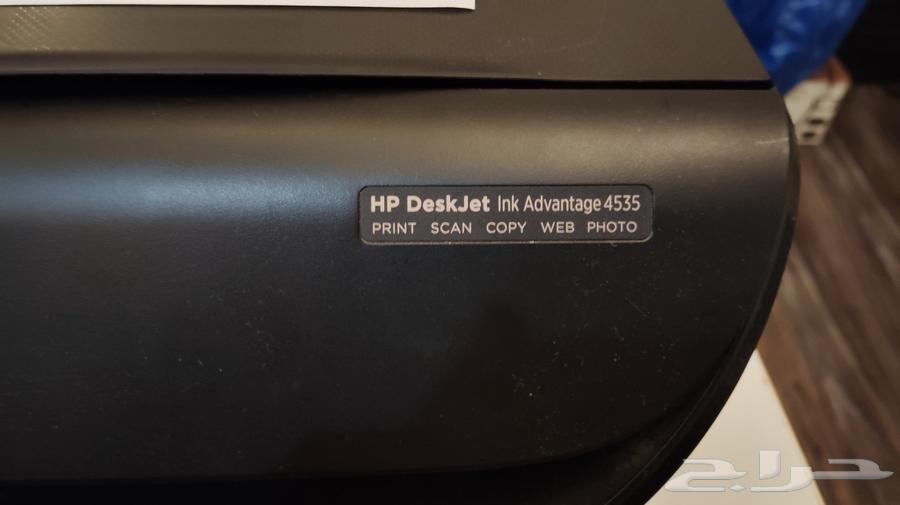 HP DeskJet Ink Advantage 4535
PRINT SCAN COPY WEB PHOTO
حراج